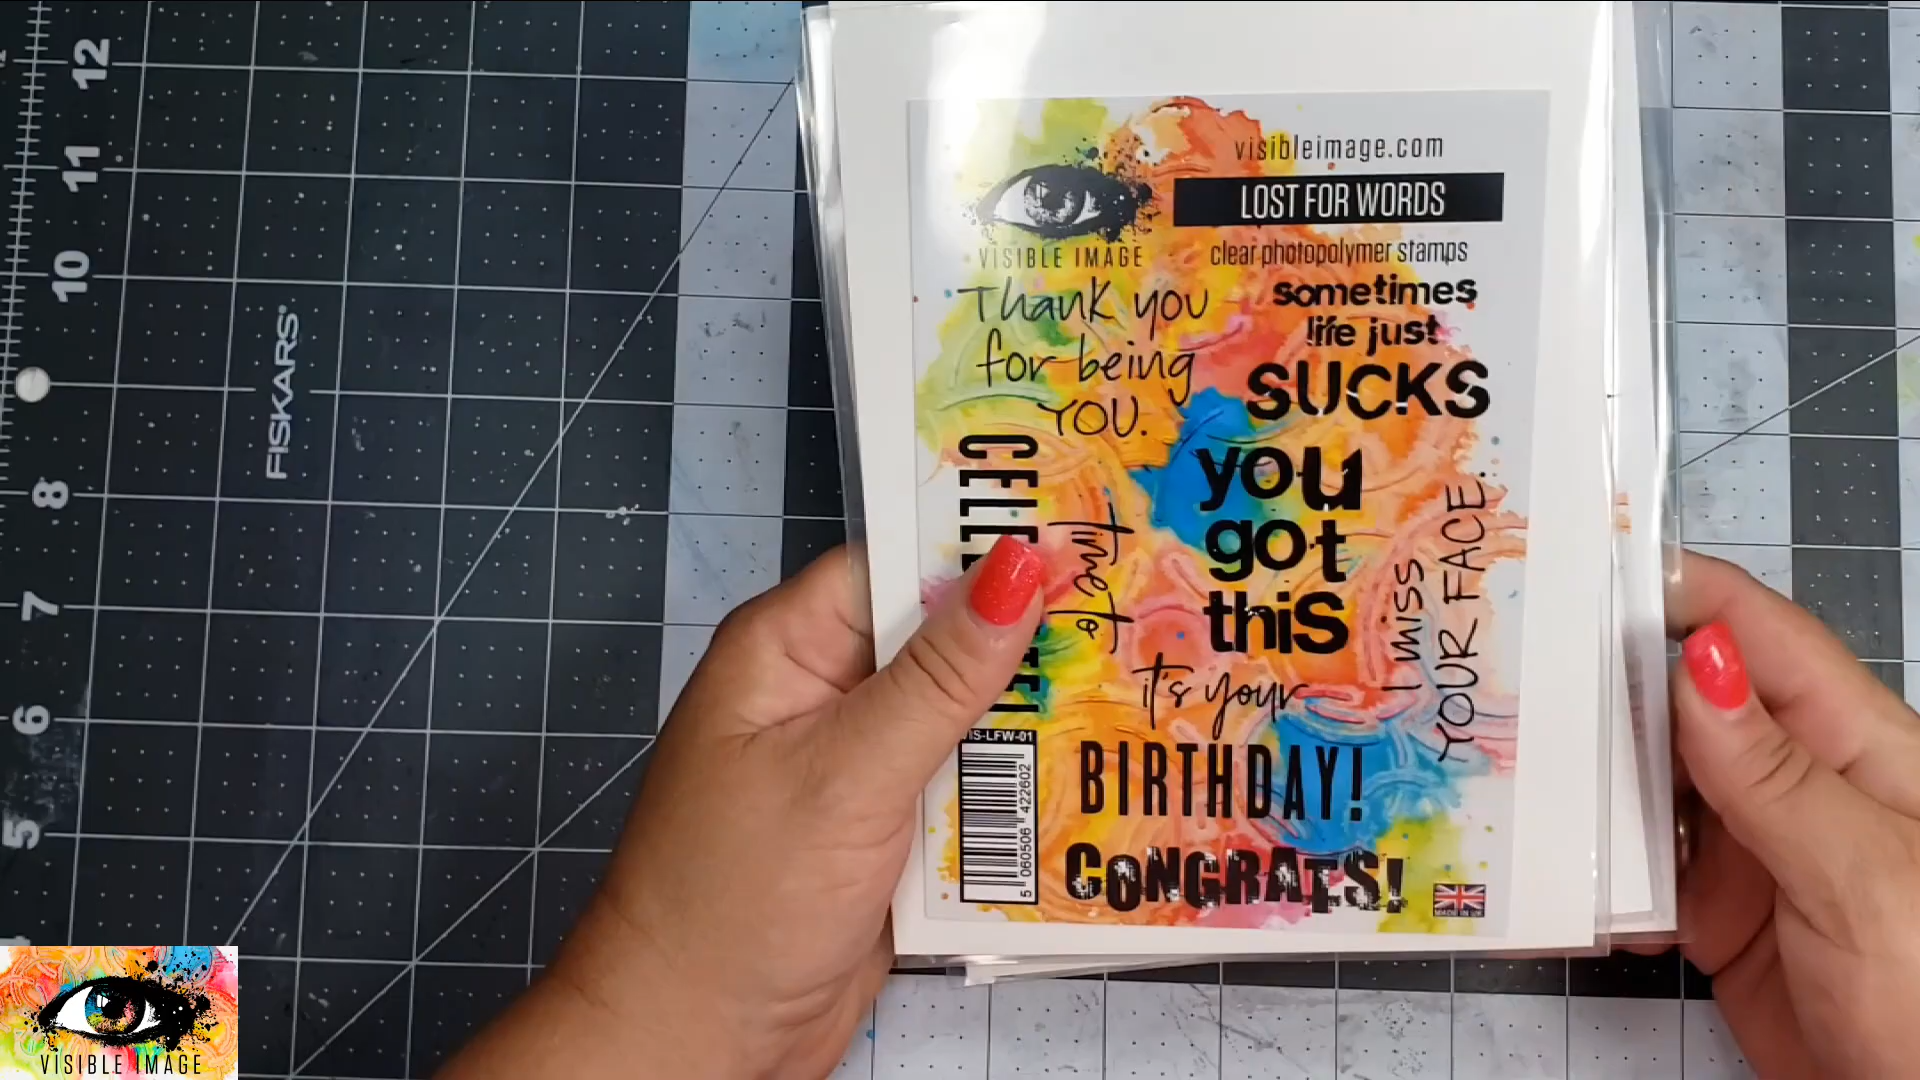 12
11
10
FISKARS
8
7
6
5
visibleimage.com
LOST FOR WORDS
VISIBLE IMAGE
clear photopolymer stamps
Thank you
for being
YOU.
sometimes
life just
SUCKS
you
got
this
time to
I miss
YOUR FACE.
it's your
BIRTHDAY!
CONGRATS!
VIS-LFW-01
5 060506 422602
MADE IN UK
VISIBLE IMAGE